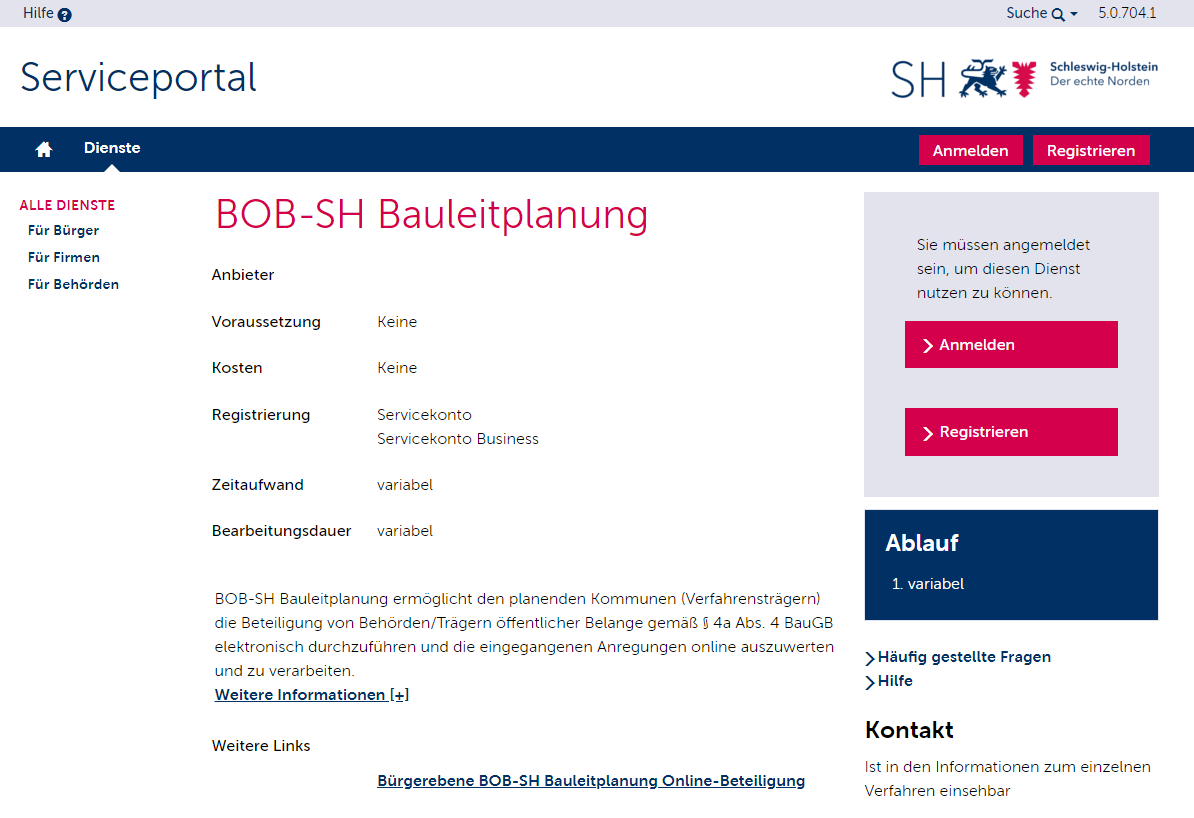 Hilfe ?
Suche
5.0.704.1
Serviceportal
SH
Schleswig-Holstein
Der echte Norden
Dienste
Anmelden
Registrieren
ALLE DIENSTE
Für Bürger
Für Firmen
Für Behörden
BOB-SH Bauleitplanung
Anbieter
Voraussetzung Keine
Kosten Keine
Registrierung Servicekonto
Servicekonto Business
Zeitaufwand variabel
Bearbeitungsdauer variabel
BOB-SH Bauleitplanung ermöglicht den planenden Kommunen (Verfahrensträgern)
die Beteiligung von Behörden/Trägern öffentlicher Belange gemäß § 4a Abs. 4 BauGB
elektronisch durchzuführen und die eingegangenen Anregungen online auszuwerten
und zu verarbeiten.
Weitere Informationen [+]
Weitere Links
Bürgerebene BOB-SH Bauleitplanung Online-Beteiligung
Sie müssen angemeldet
sein, um diesen Dienst
nutzen zu können.
Anmelden
Registrieren
Ablauf
1. variabel
Häufig gestellte Fragen
Hilfe
Kontakt
Ist in den Informationen zum einzelnen
Verfahren einsehbar